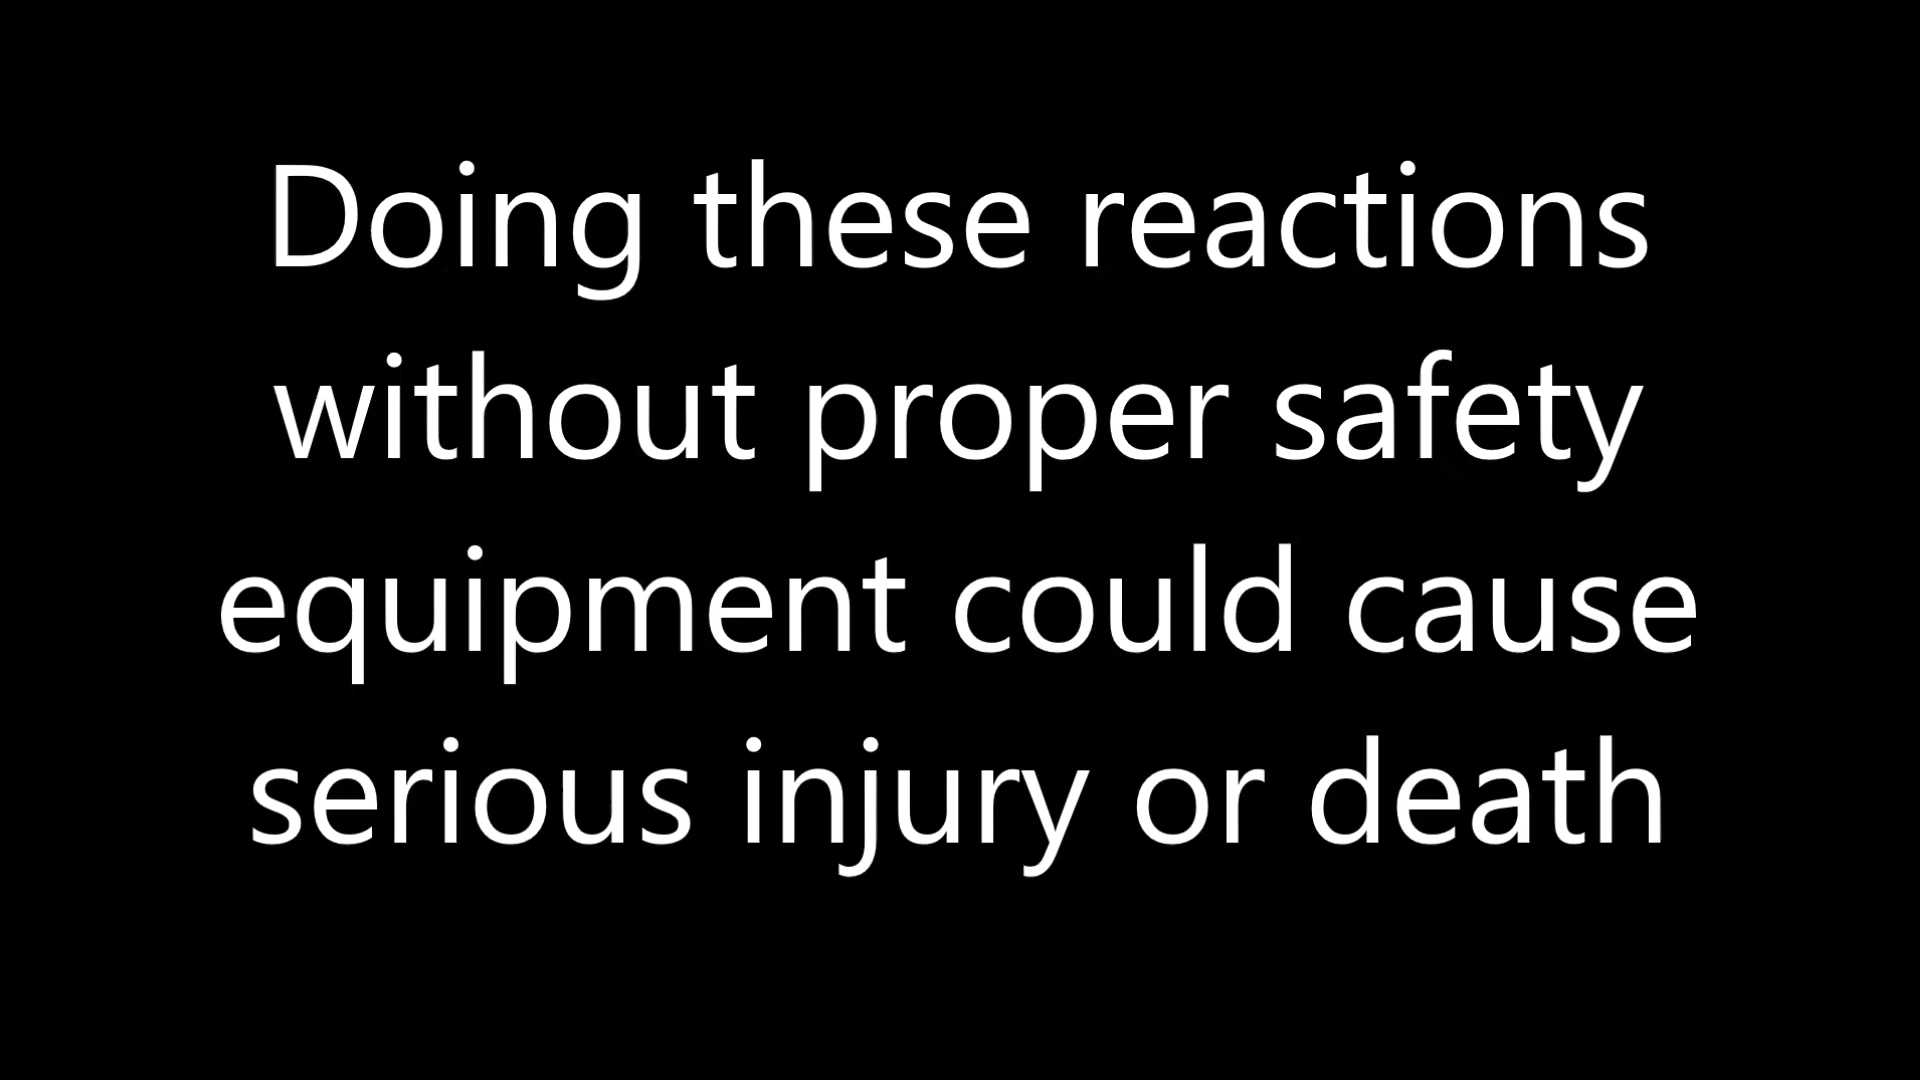 Doing these reactions
without proper safety
equipment could cause
serious injury or death